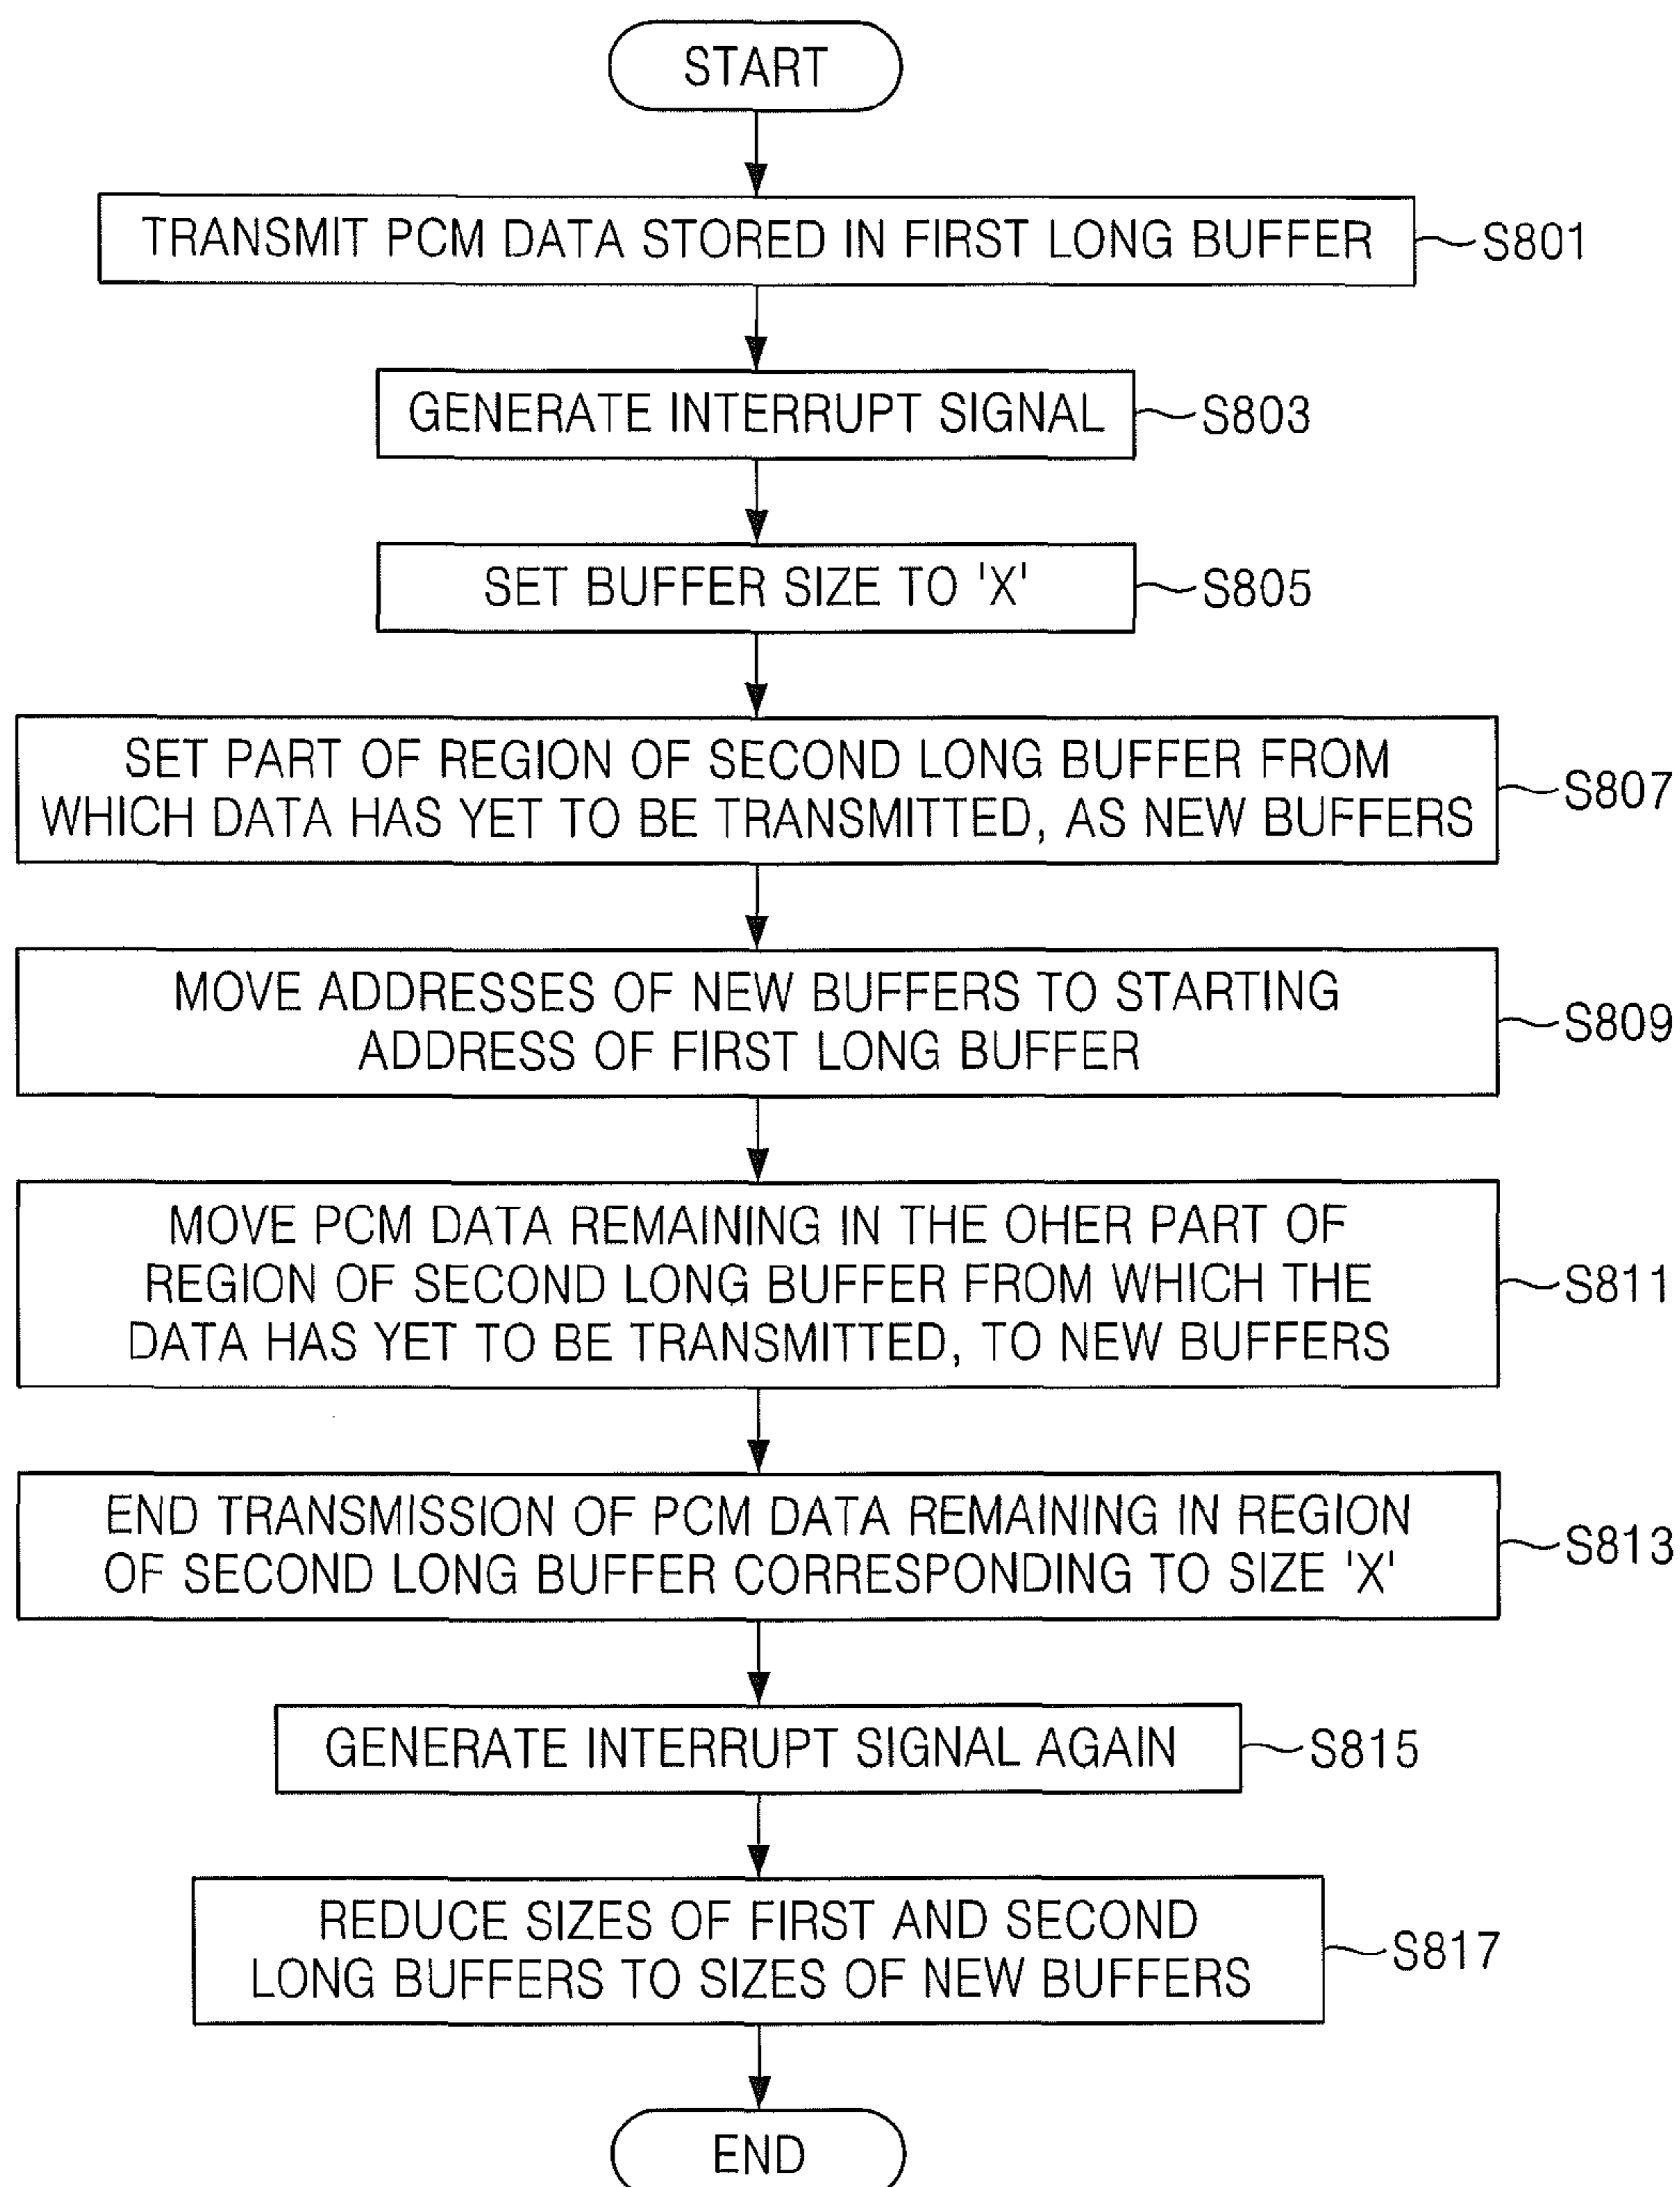 START
TRANSMIT PCM DATA STORED IN FIRST LONG BUFFER
S801
GENERATE INTERRUPT SIGNAL
S803
SET BUFFER SIZE TO 'X'
S805
SET PART OF REGION OF SECOND LONG BUFFER FROM
WHICH DATA HAS YET TO BE TRANSMITTED, AS NEW BUFFERS
S807
MOVE ADDRESSES OF NEW BUFFERS TO STARTING
ADDRESS OF FIRST LONG BUFFER
S809
MOVE PCM DATA REMAINING IN THE OHER PART OF
REGION OF SECOND LONG BUFFER FROM WHICH THE
DATA HAS YET TO BE TRANSMITTED, TO NEW BUFFERS
S811
END TRANSMISSION OF PCM DATA REMAINING IN REGION
OF SECOND LONG BUFFER CORRESPONDING TO SIZE 'X'
S813
GENERATE INTERRUPT SIGNAL AGAIN
S815
REDUCE SIZES OF FIRST AND SECOND
LONG BUFFERS TO SIZES OF NEW BUFFERS
S817
END